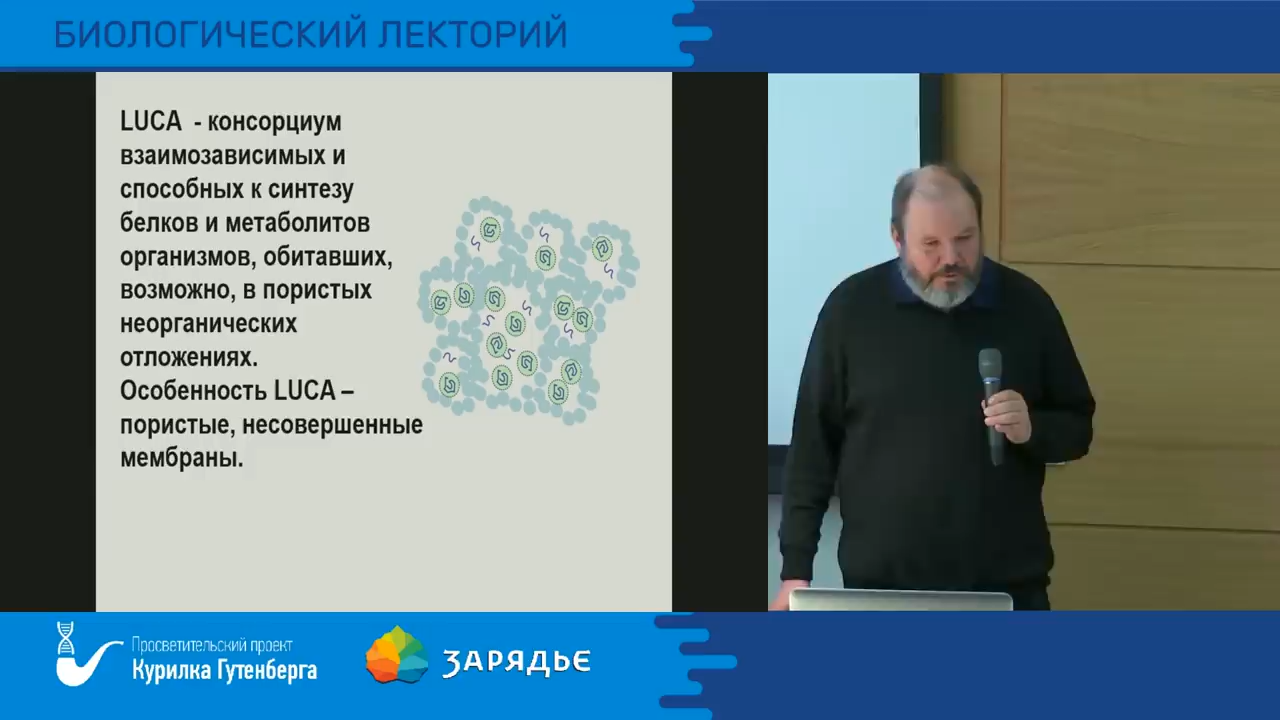 БИОЛОГИЧЕСКИЙ ЛЕКТОРИЙ
LUCA - консорциум
взаимозависимых и
способных к синтезу
белков и метаболитов
организмов, обитавших,
возможно, в пористых
неорганических
отложениях.
Особенность LUCA –
пористые, несовершенные
мембраны.
Просветительский проект
Курилка Гутенберга
ЗАРЯДЬЕ